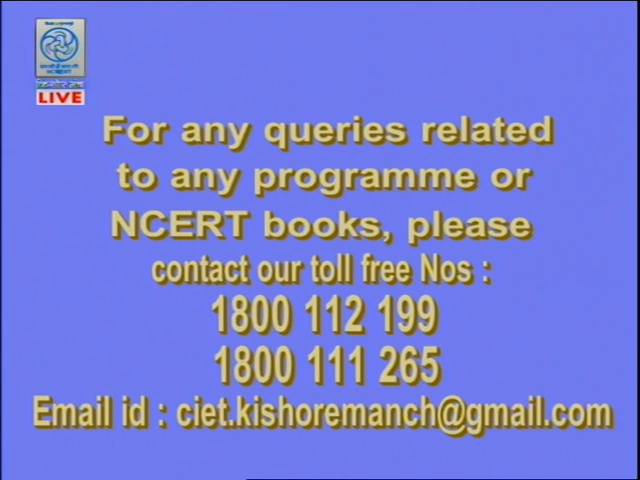 NCERT
LIVE
For any queries related
to any programme or
NCERT books, please
contact our toll free Nos :
1800 112 199
1800 111 265
Email id : ciet.kishoremanch@gmail.com